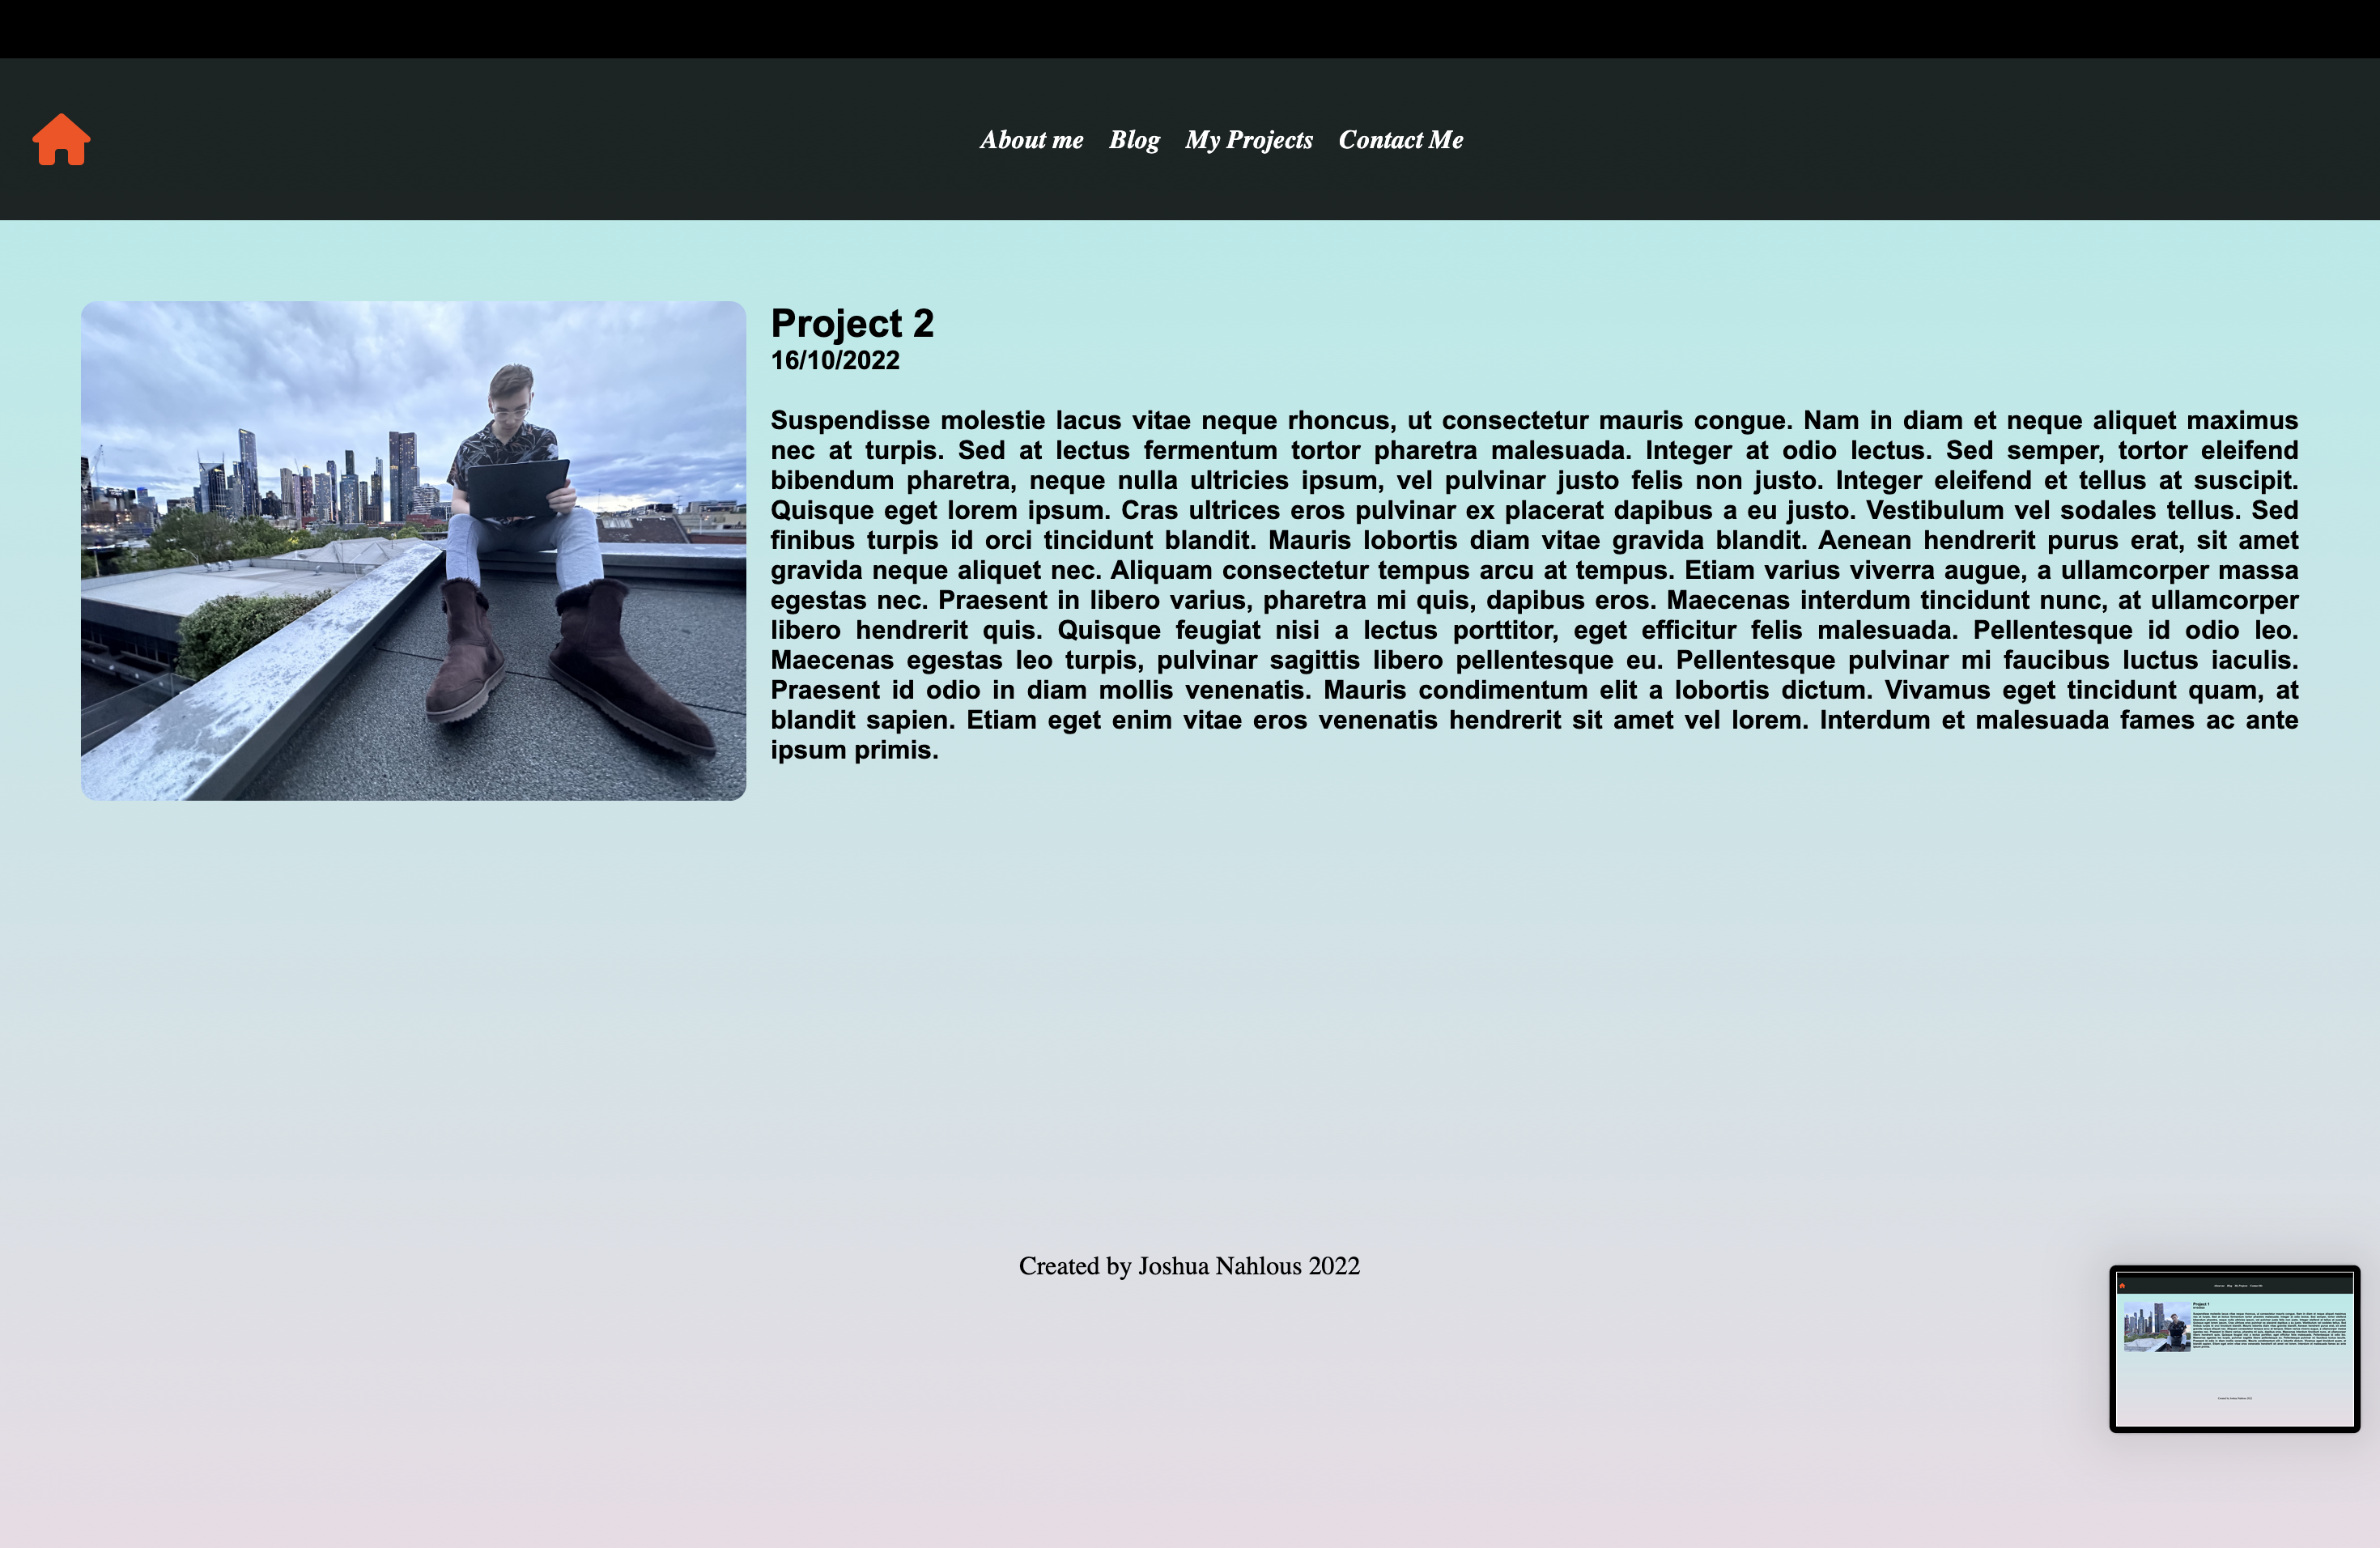 About me Blog My Projects Contact Me
Project 2
16/10/2022
Suspendisse molestie lacus vitae neque rhoncus, ut consectetur mauris congue. Nam in diam et neque aliquet maximus
nec at turpis. Sed at lectus fermentum tortor pharetra malesuada. Integer at odio lectus. Sed semper, tortor eleifend
bibendum pharetra, neque nulla ultricies ipsum, vel pulvinar justo felis non justo. Integer eleifend et tellus at suscipit.
Quisque eget lorem ipsum. Cras ultrices eros pulvinar ex placerat dapibus a eu justo. Vestibulum vel sodales tellus. Sed
finibus turpis id orci tincidunt blandit. Mauris lobortis diam vitae gravida blandit. Aenean hendrerit purus erat, sit amet
gravida neque aliquet nec. Aliquam consectetur tempus arcu at tempus. Etiam varius viverra augue, a ullamcorper massa
egestas nec. Praesent in libero varius, pharetra mi quis, dapibus eros. Maecenas interdum tincidunt nunc, at ullamcorper
libero hendrerit quis. Quisque feugiat nisi a lectus porttitor, eget efficitur felis malesuada. Pellentesque id odio leo.
Maecenas egestas leo turpis, pulvinar sagittis libero pellentesque eu. Pellentesque pulvinar mi faucibus luctus iaculis.
Praesent id odio in diam mollis venenatis. Mauris condimentum elit a lobortis dictum. Vivamus eget tincidunt quam, at
blandit sapien. Etiam eget enim vitae eros venenatis hendrerit sit amet vel lorem. Interdum et malesuada fames ac ante
ipsum primis.
Created by Joshua Nahlous 2022
Project 1